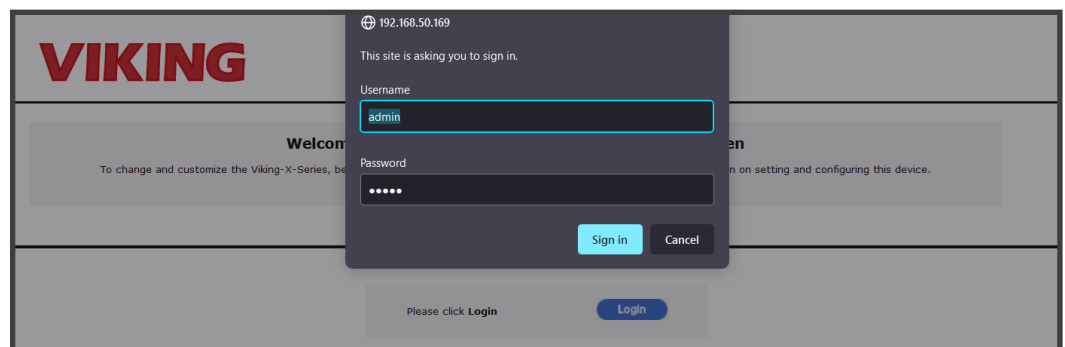 VIKING
192.168.50.169
This site is asking you to sign in.
Username
admin
Welcom
en
Password
To change and customize the Viking-X-Series, be
n on setting and configuring this device.
•••••
Sign in
Cancel
Please click Login
Login